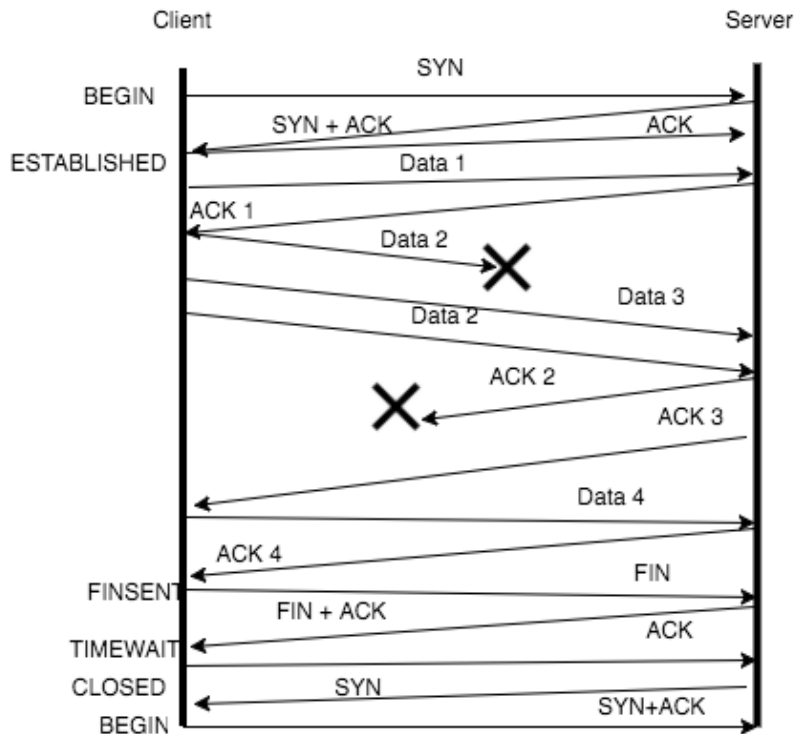 Client
Server
SYN
BEGIN
SYN + ACK
ACK
ESTABLISHED
Data 1
ACK 1
Data 2
Data 3
Data 2
ACK 2
ACK 3
Data 4
ACK 4
FIN
FINSENT
FIN + ACK
ACK
TIMEWAIT
CLOSED
SYN
SYN+ACK
BEGIN